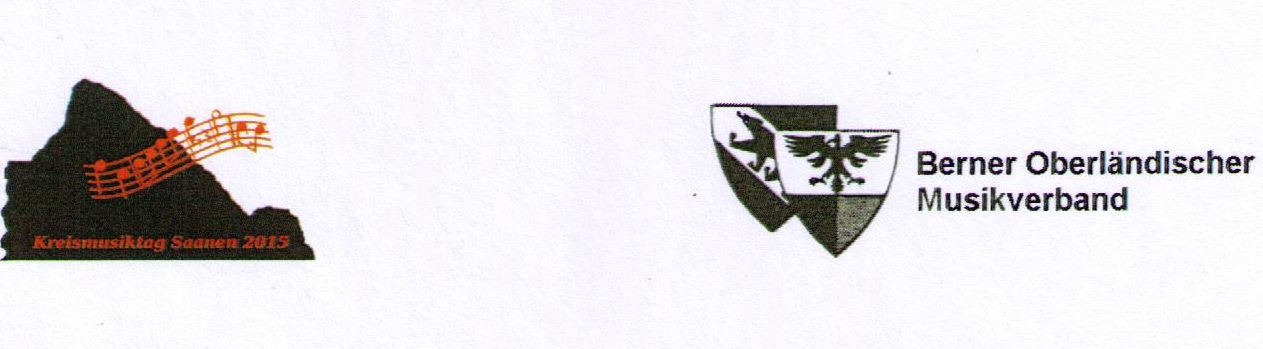 Kreismusiktag Saanen 2015
Berner Oberländischer
Musikverband